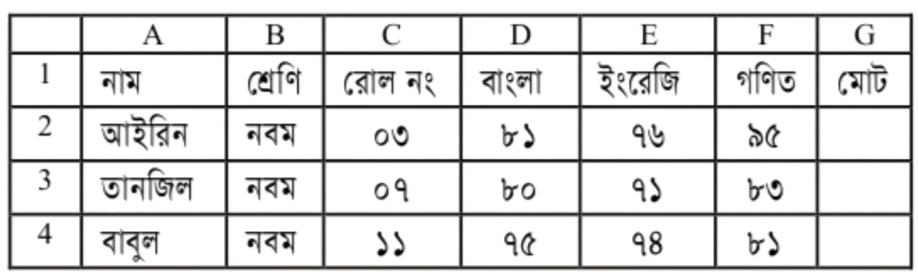 A B C D E F G
1 নাম শ্রেণি রোল নং বাংলা ইংরেজি গণিত মোট
2 আইরিন নবম ০৩ ৮১ ৭৬ ৯৫
3 তানজিল নবম ০৭ ৮০ ৭১ ৮৩
4 বাবুল নবম ১১ ৭৫ ৭৪ ৮১